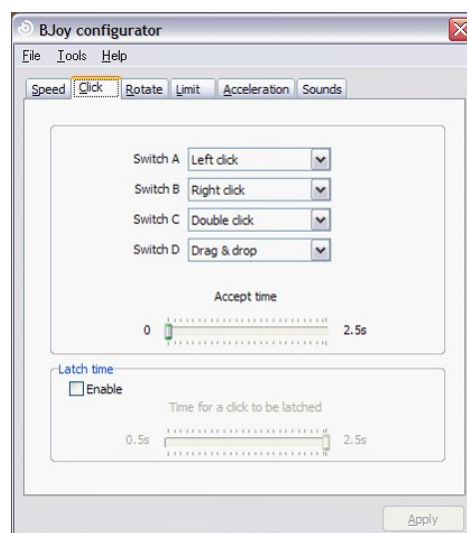 BJoy configurator
File Tools Help
Speed Click Rotate Limit Acceleration Sounds
Switch A Left click
Switch B Right click
Switch C Double click
Switch D Drag & drop
Accept time
0 2.5s
Latch time
Enable
Time for a click to be latched
0.5s 2.5s
Apply